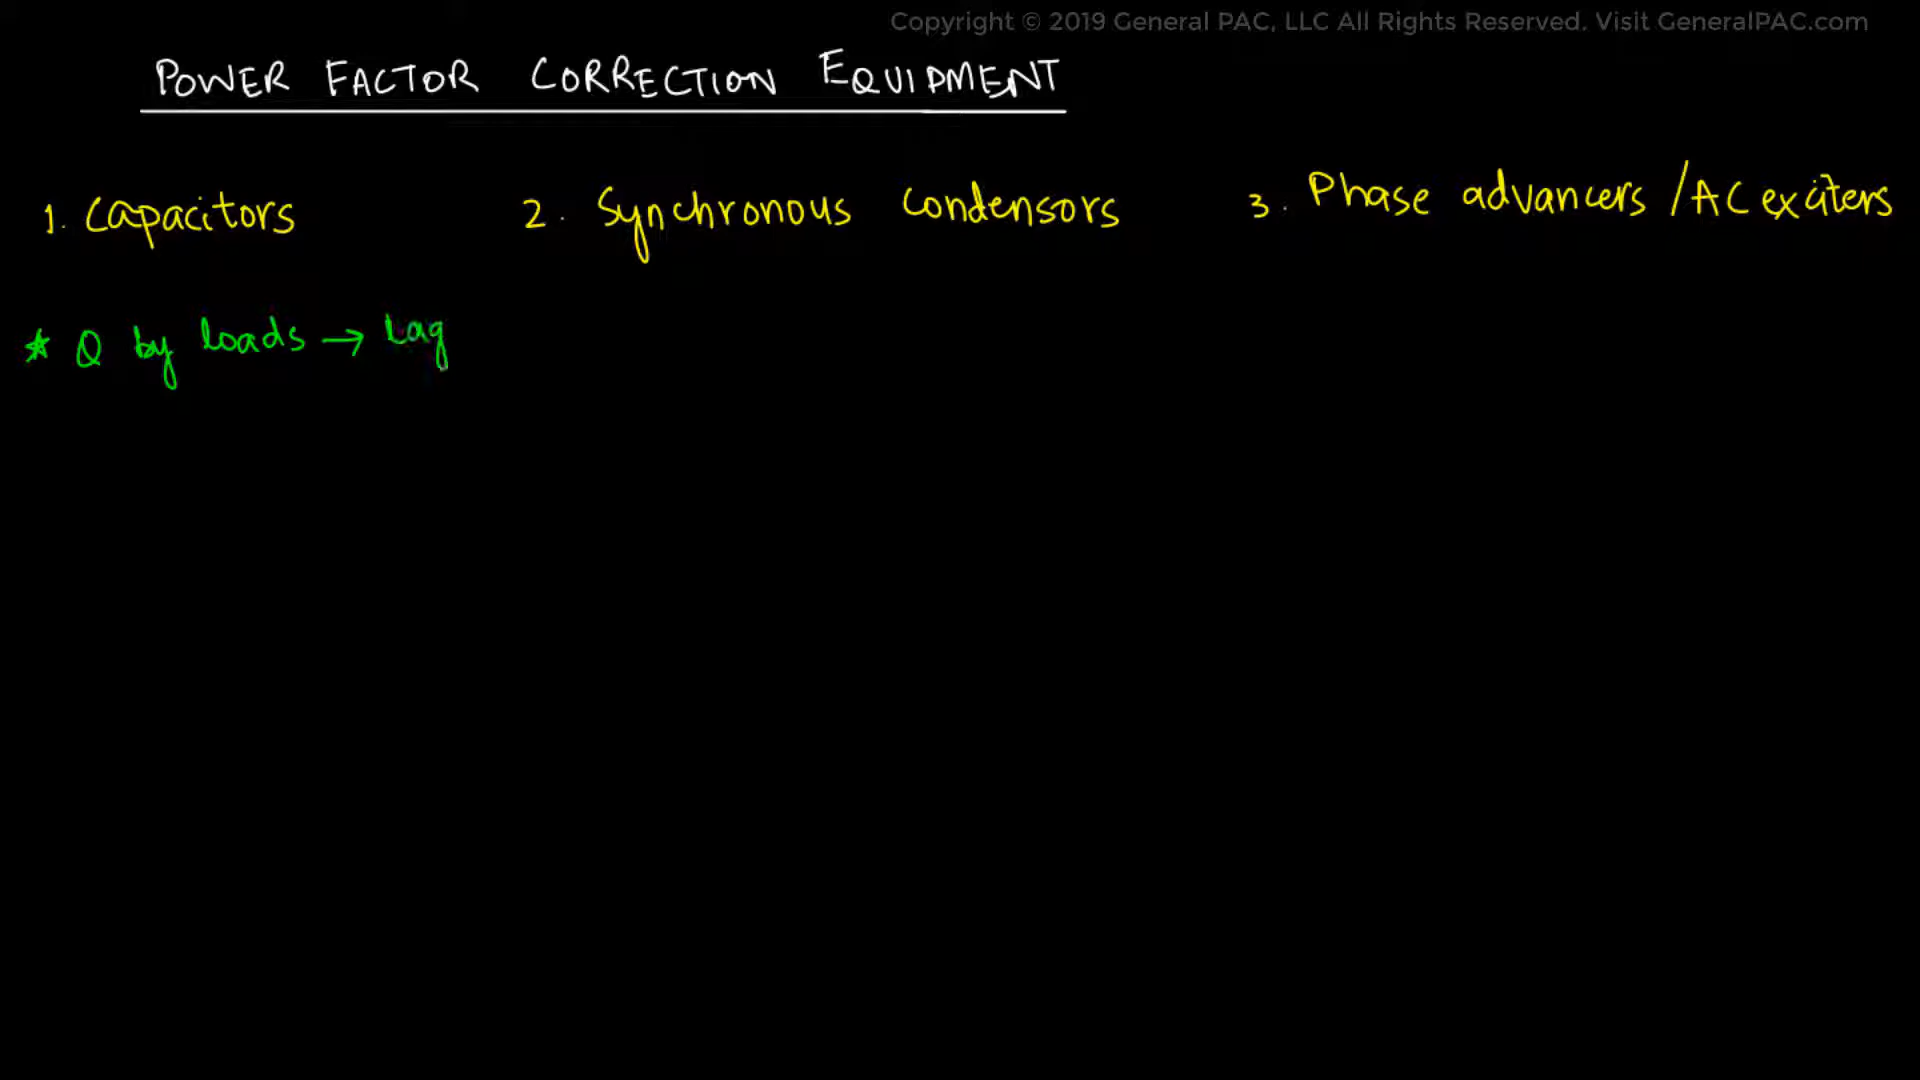 Copyright © 2019 General PAC, LLC All Rights Reserved. Visit GeneralPAC.com
POWER FACTOR CORRECTION EQUIPMENT
1. Capacitors 2. Synchronous Condensors 3. Phase advancers / AC exciters
* Q by loads → Lag